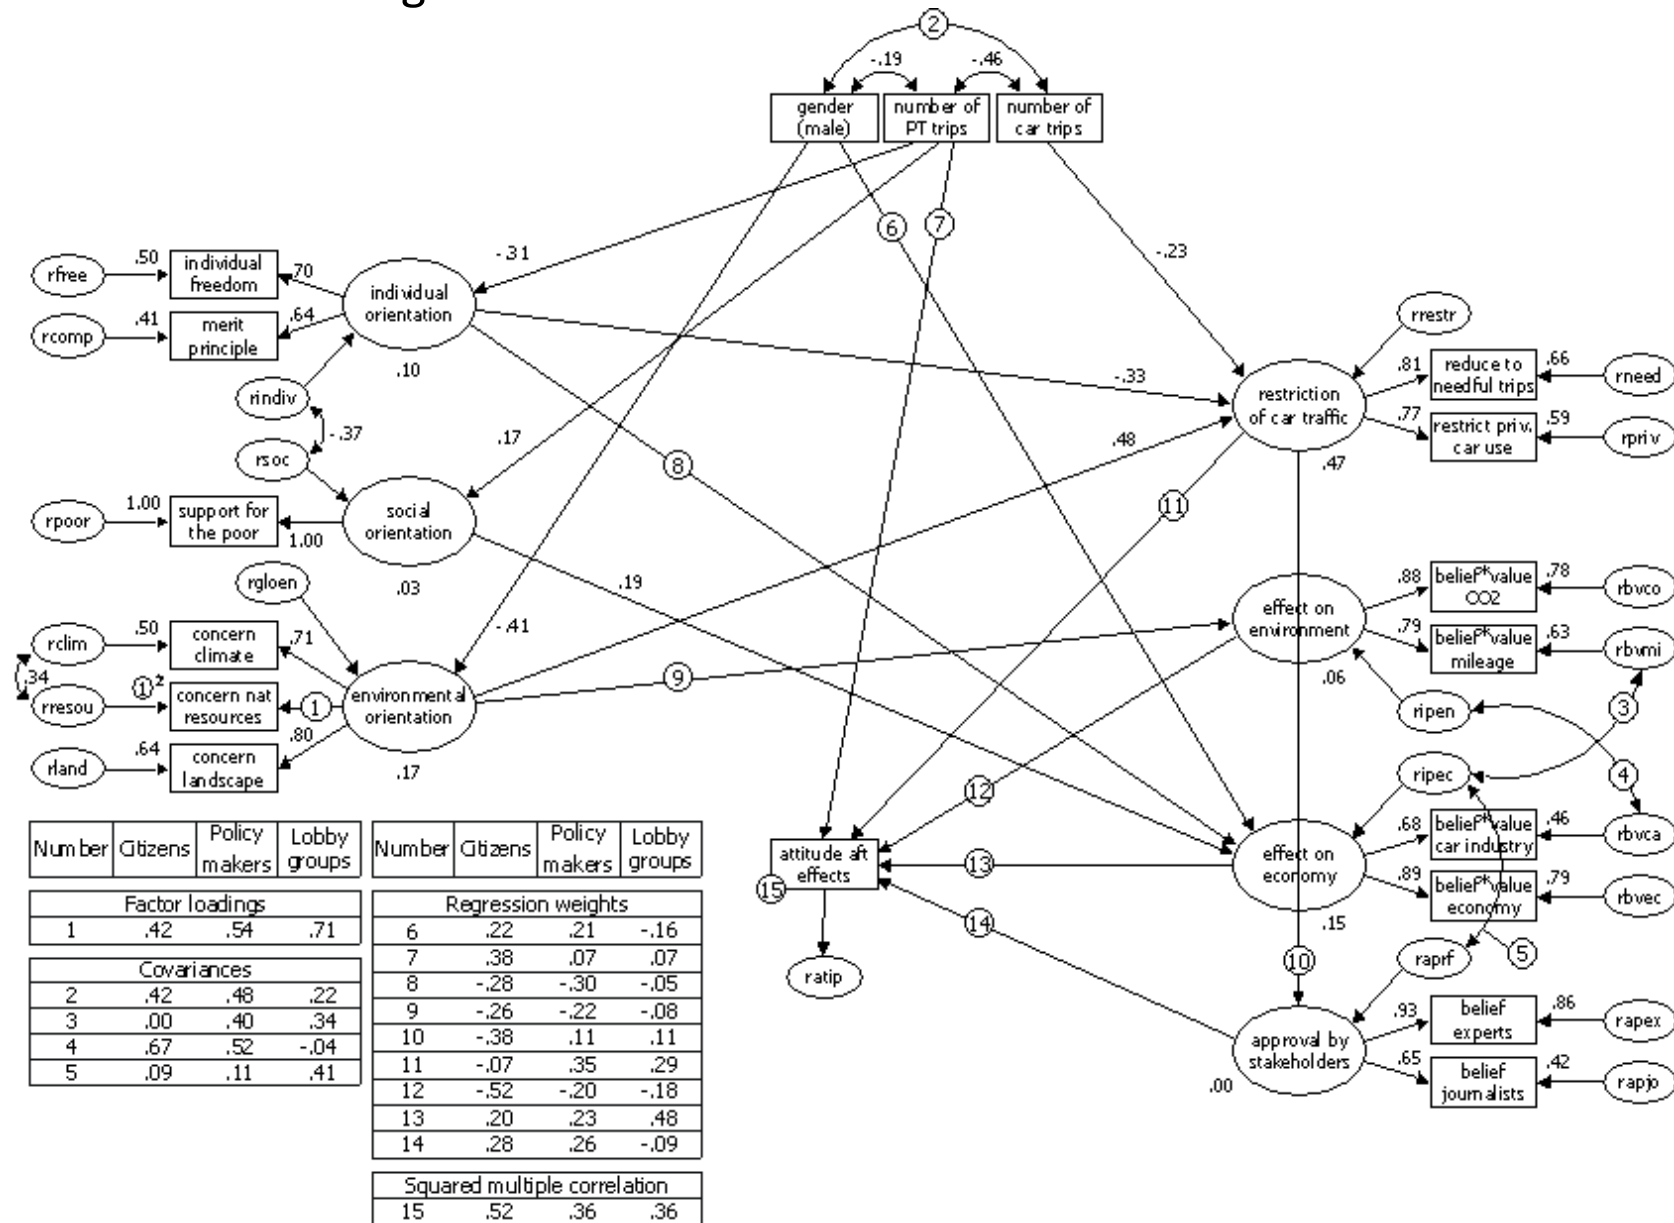 g
2
-.19
-.46
gender
(male)
number of
PT trips
number of
car trips
6
7
-.31
-.23
rfree
.50
individual
freedom
.70
individual
orientation
rcomp
.41
merit
principle
.64
.10
rindiv
-.37
rsoc
-.33
rrestr
restriction
of car traffic
.81
reduce to
needful trips
.66
rneed
.77
restrict priv.
car use
.59
rpriv
.47
.17
.48
8
11
rpoor
1.00
support for
the poor
1.00
social
orientation
.03
.19
rgloen
-.41
rclim
.50
concern
climate
.71
.34
rresou
1²
concern nat
resources
1
environmental
orientation
rland
.64
concern
landscape
.80
.17
9
effect on
environment
.88
belief*value
CO2
.78
rbvco
.79
belief*value
mileage
.63
rbvmi
.06
ripen
3
ripec
4
12
attitude aft
effects
15
13
effect on
economy
.68
belief*value
car industry
.46
rbvca
.89
belief*value
economy
.79
rbvec
.15
14
ratip
10
raprf
5
approval by
stakeholders
.93
belief
experts
.86
rapex
.65
belief
journalists
.42
rapjo
.00
Number Citizens Policy makers Lobby groups
Factor loadings
1 .42 .54 .71
Covariances
2 .42 .48 .22
3 .00 .40 .34
4 .67 .52 -.04
5 .09 .11 .41
Number Citizens Policy makers Lobby groups
Regression weights
6 .22 .21 -.16
7 .38 .07 .07
8 -.28 -.30 -.05
9 -.26 -.22 -.08
10 -.38 .11 .11
11 -.07 .35 .29
12 -.52 -.20 -.18
13 .20 .23 .48
14 .28 .26 -.09
Squared multiple correlation
15 .52 .36 .36